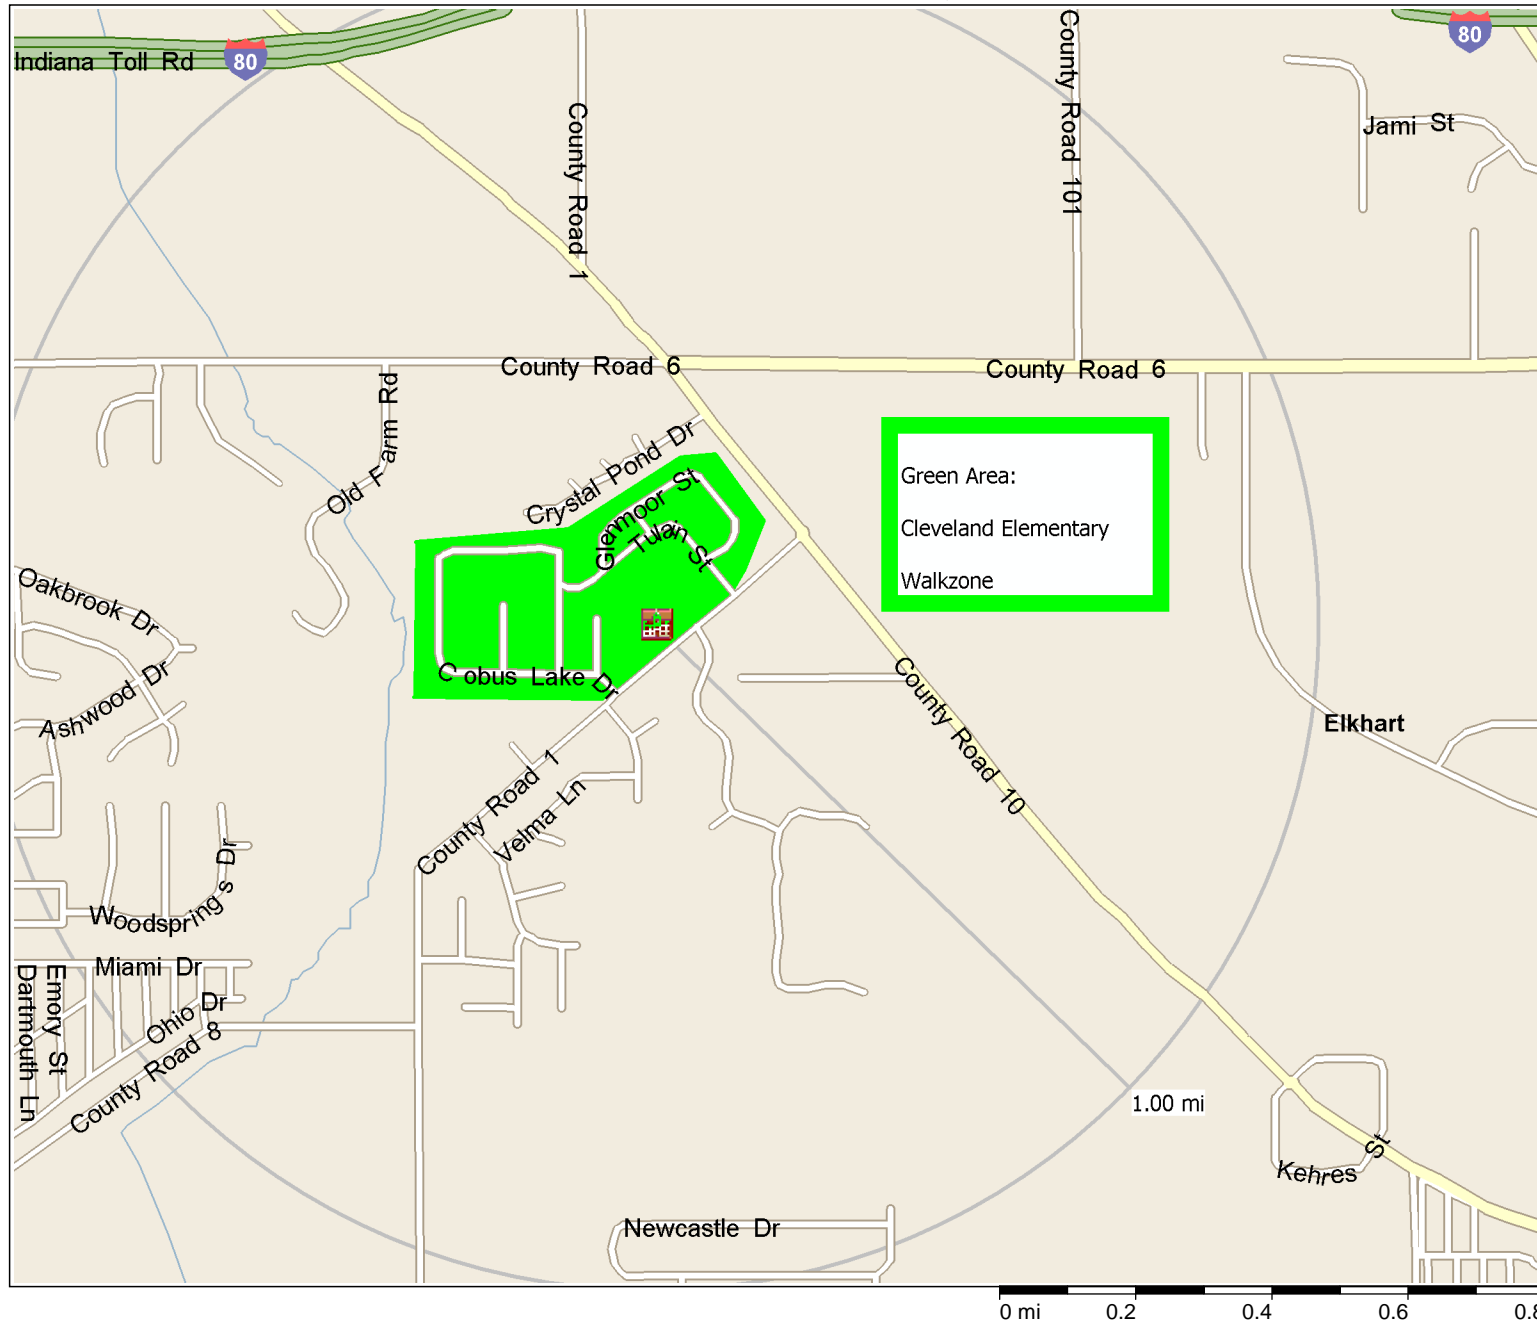 Indiana Toll Rd
80
80
County Road 1
County Road 101
Jami St
County Road 6
County Road 6
Old Farm Rd
Crystal Pond Dr
Glenmoor St
Tulain St
Green Area:
Cleveland Elementary
Walkzone
Oakbrook Dr
Ashwood Dr
Cobus Lake Dr
County Road 10
Elkhart
County Road 1
Velma Ln
Woodsprings Dr
Miami Dr
Emory St
Dartmouth Ln
Ohio Dr
County Road 8
1.00 mi
Kehres St
Newcastle Dr
0 mi 0.2 0.4 0.6 0.8